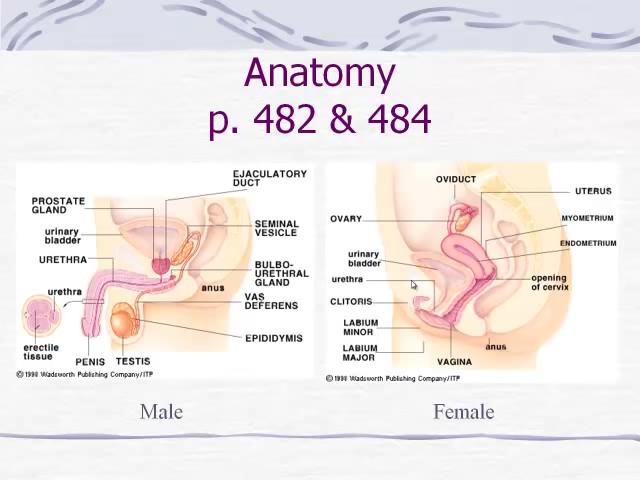 Anatomy
p. 482 & 484
EJACULATORY
DUCT
PROSTATE
GLAND
urinary
bladder
SEMINAL
VESICLE
URETHRA
BULBO-
URETHRAL
GLAND
urethra
anus
VAS
DEFERENS
EPIDIDYMIS
erectile
tissue
PENIS
TESTIS
© 1998 Wadsworth Publishing Company/ITP
OVIDUCT
UTERUS
OVARY
MYOMETRIUM
ENDOMETRIUM
urinary
bladder
urethra
opening
of cervix
CLITORIS
LABIUM
MINOR
LABIUM
MAJOR
anus
VAGINA
© 1998 Wadsworth Publishing Company/ITP
Male
Female